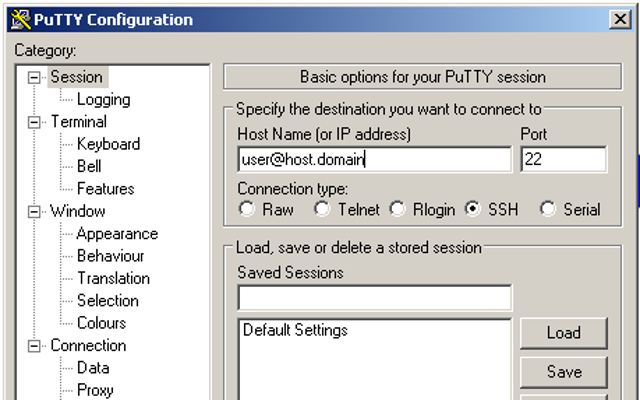 PuTTY Configuration
Category:
Session
Logging
Terminal
Keyboard
Bell
Features
Window
Appearance
Behaviour
Translation
Selection
Colours
Connection
Data
Proxy
Basic options for your PuTTY session
Specify the destination you want to connect to
Host Name (or IP address) Port
user@host.domain 22
Connection type:
Raw Telnet Rlogin SSH Serial
Load, save or delete a stored session
Saved Sessions
Default Settings
Load
Save